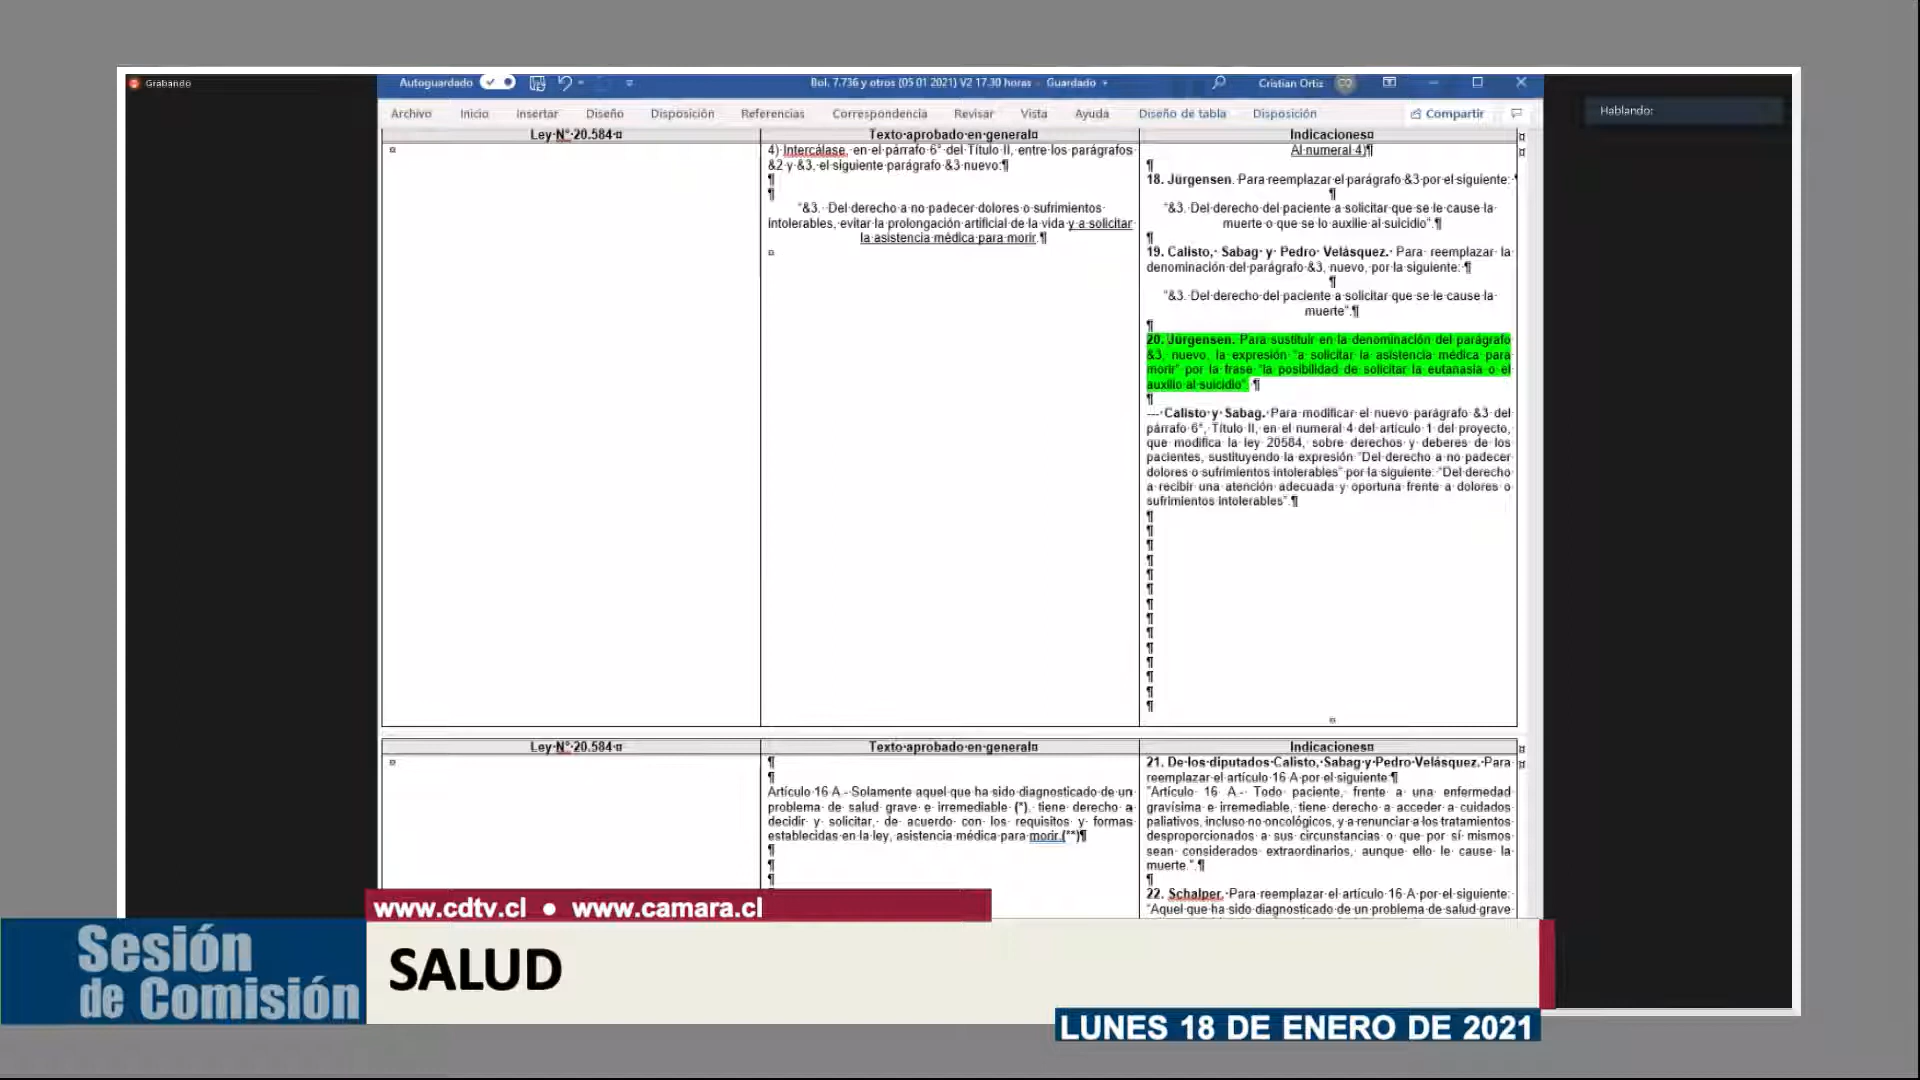 Grabando
Autoguardado
Bol. 7.736 y otros (05 01 2021) V2 17.30 horas - Guardado
Cristian Ortiz
CO
Archivo Inicio Insertar Diseño Disposición Referencias Correspondencia Revisar Vista Ayuda Diseño de tabla Disposición Compartir
Hablando:
Ley N° 20.584
Texto aprobado en general
Indicaciones
4) Intercálase, en el párrafo 6° del Título II, entre los parágrafos
&2 y &3, el siguiente parágrafo &3 nuevo:¶
¶
¶
"&3. Del derecho a no padecer dolores o sufrimientos
intolerables, evitar la prolongación artificial de la vida y a solicitar
la asistencia médica para morir.¶
Al numeral 4)¶
¶
18. Jürgensen. Para reemplazar el parágrafo &3 por el siguiente:
¶
"&3. Del derecho del paciente a solicitar que se le cause la
muerte o que se lo auxilie al suicidio".¶
¶
19. Calisto, Sabag y Pedro Velásquez. Para reemplazar la
denominación del parágrafo &3, nuevo, por la siguiente: ¶
¶
"&3. Del derecho del paciente a solicitar que se le cause la
muerte".¶
¶
20. Jürgensen. Para sustituir en la denominación del parágrafo
&3, nuevo, la expresión "a solicitar la asistencia médica para
morir" por la frase "la posibilidad de solicitar la eutanasia o el
auxilio al suicidio". ¶
¶
--- Calisto y Sabag. Para modificar el nuevo parágrafo &3 del
párrafo 6°, Título II, en el numeral 4 del artículo 1 del proyecto,
que modifica la ley 20584, sobre derechos y deberes de los
pacientes, sustituyendo la expresión "Del derecho a no padecer
dolores o sufrimientos intolerables" por la siguiente: "Del derecho
a recibir una atención adecuada y oportuna frente a dolores o
sufrimientos intolerables".¶
¶
¶
¶
¶
¶
¶
¶
¶
¶
¶
¶
¶
¶
¶
Ley N° 20.584
Texto aprobado en general
Indicaciones
¶
¶
Artículo 16 A.- Solamente aquel que ha sido diagnosticado de un
problema de salud grave e irremediable (*), tiene derecho a
decidir y solicitar, de acuerdo con los requisitos y formas
establecidas en la ley, asistencia médica para morir.(**)¶
¶
¶
¶
21. De los diputados Calisto, Sabag y Pedro Velásquez. Para
reemplazar el artículo 16 A por el siguiente:¶
"Artículo 16 A.- Todo paciente, frente a una enfermedad
gravísima e irremediable, tiene derecho a acceder a cuidados
paliativos, incluso no oncológicos, y a renunciar a los tratamientos
desproporcionados a sus circunstancias o que por sí mismos
sean considerados extraordinarios, aunque ello le cause la
muerte.".¶
¶
22. Schalper. Para reemplazar el artículo 16 A por el siguiente:
"Aquel que ha sido diagnosticado de un problema de salud grave
www.cdtv.cl ● www.camara.cl
Sesión
de Comisión
SALUD
LUNES 18 DE ENERO DE 2021